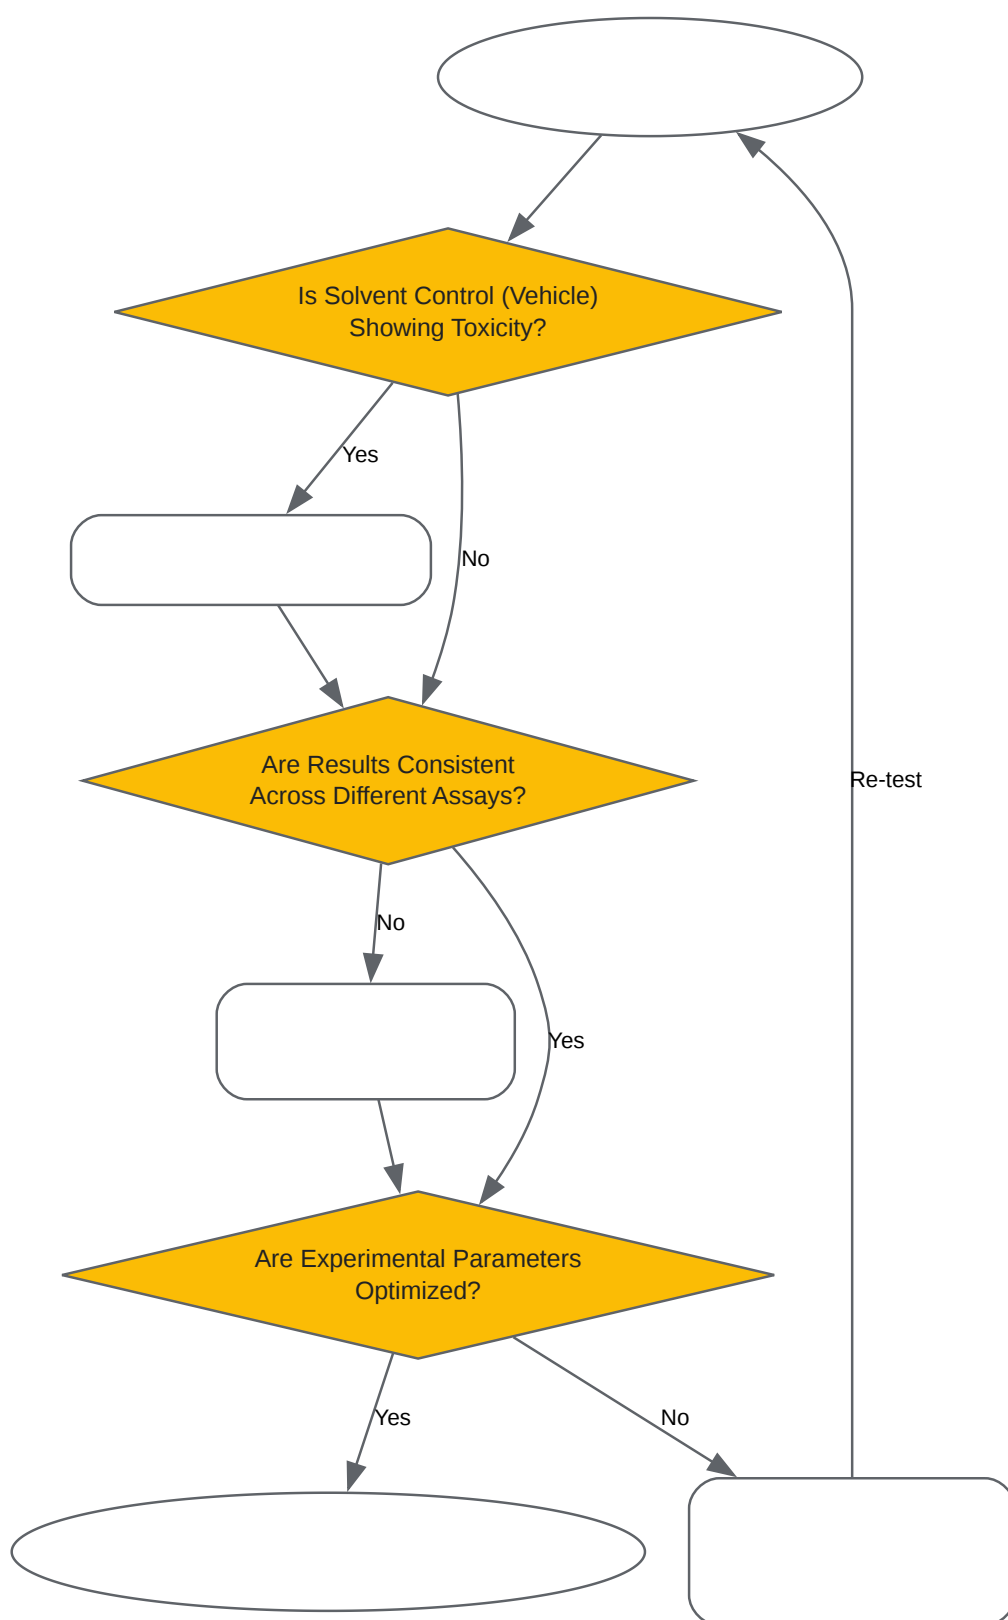 Is Solvent Control (Vehicle)
Showing Toxicity?
Yes
No
Are Results Consistent
Across Different Assays?
Re-test
No
Yes
Are Experimental Parameters
Optimized?
Yes
No